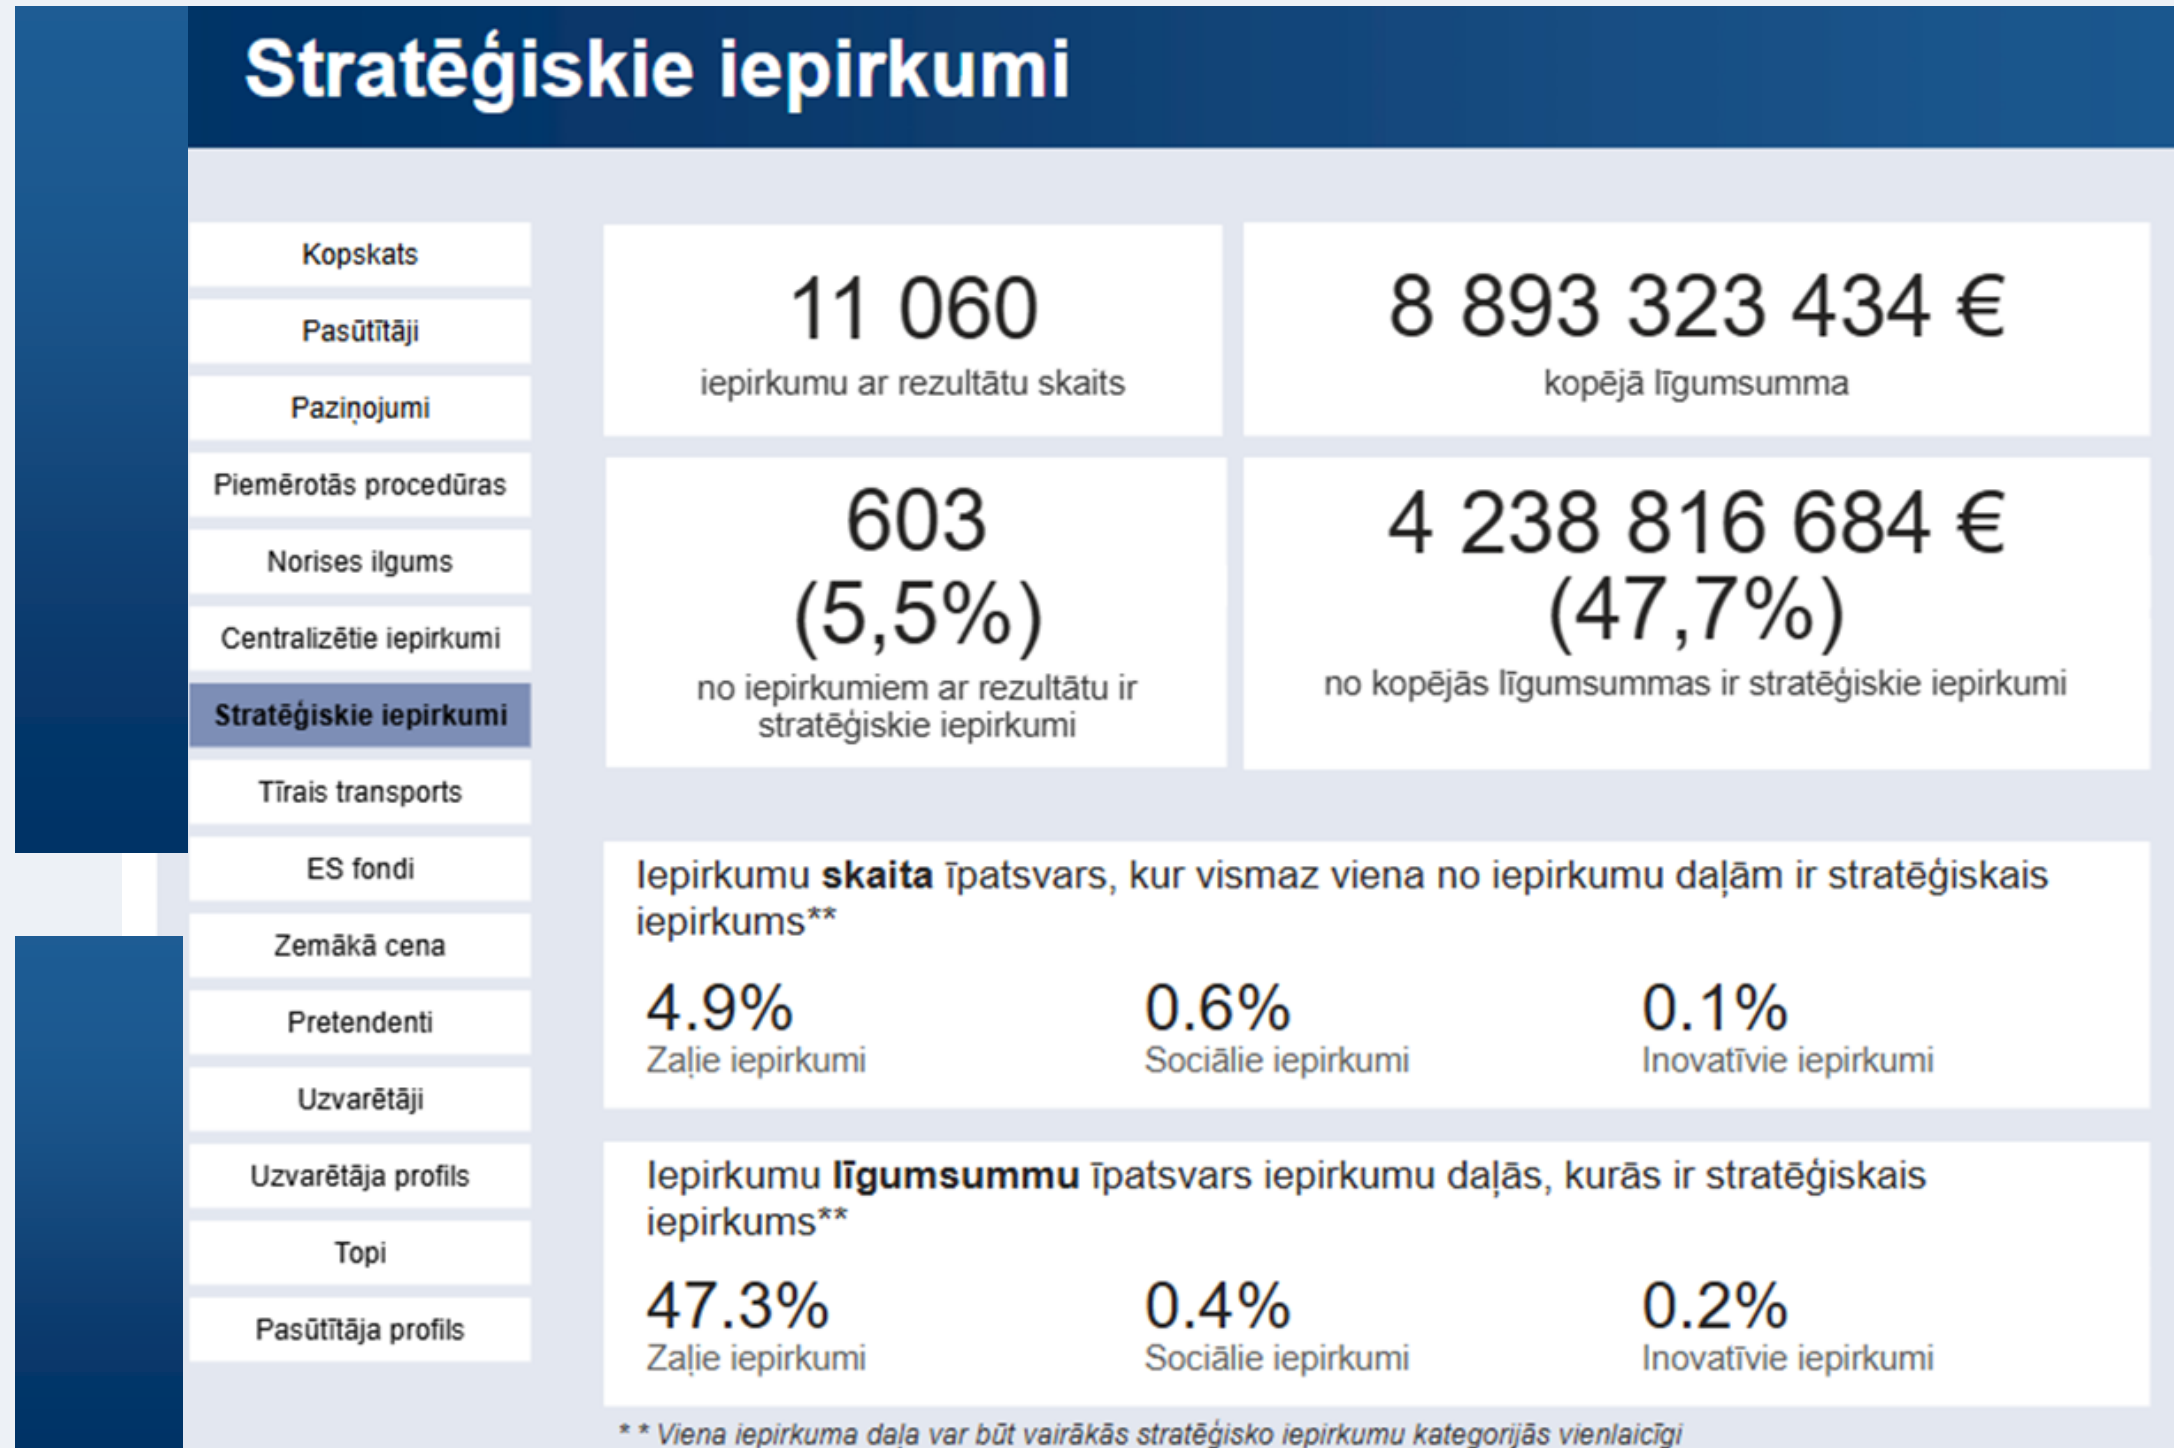 Stratēģiskie iepirkumi
Kopskats
Pasūtītāji
Paziņojumi
Piemērotās procedūras
Norises ilgums
Centralizētie iepirkumi
Stratēģiskie iepirkumi
Tīrais transports
ES fondi
Zemākā cena
Pretendenti
Uzvarētāji
Uzvarētāja profils
Topi
Pasūtītāja profils
11 060
iepirkumu ar rezultātu skaits
8 893 323 434 €
kopējā līgumsumma
603
(5,5%)
no iepirkumiem ar rezultātu ir
stratēģiskie iepirkumi
4 238 816 684 €
(47,7%)
no kopējās līgumsummas ir stratēģiskie iepirkumi
Iepirkumu skaita īpatsvars, kur vismaz viena no iepirkumu daļām ir stratēģiskais
iepirkums**
4.9%
Zaļie iepirkumi
0.6%
Sociālie iepirkumi
0.1%
Inovatīvie iepirkumi
Iepirkumu līgumsummu īpatsvars iepirkumu daļās, kurās ir stratēģiskais
iepirkums**
47.3%
Zaļie iepirkumi
0.4%
Sociālie iepirkumi
0.2%
Inovatīvie iepirkumi
* * Viena iepirkuma daļa var būt vairākās stratēģisko iepirkumu kategorijās vienlaicīgi